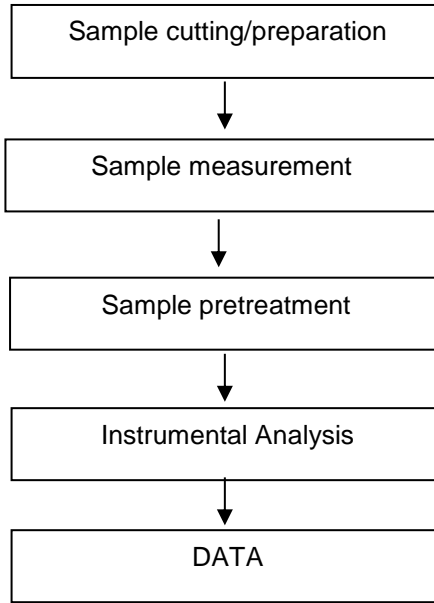 Sample cutting/preparation
Sample measurement
Sample pretreatment
Instrumental Analysis
DATA